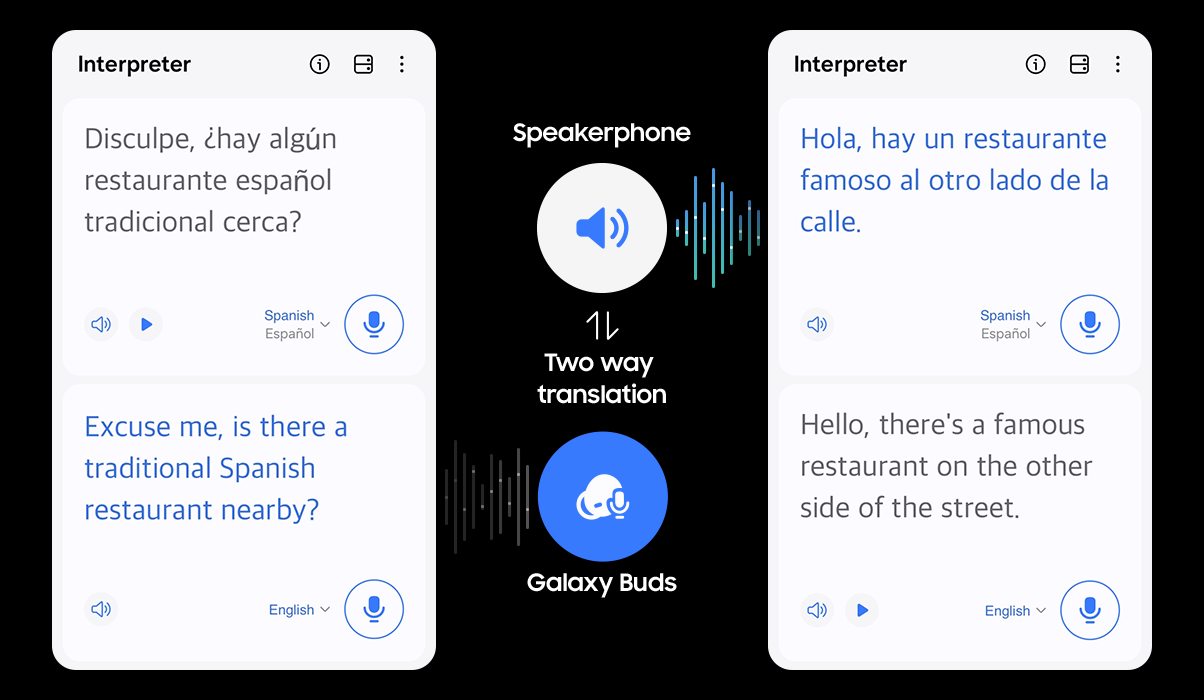 Interpreter
Disculpe, ¿hay algún
restaurante español
tradicional cerca?
Spanish
Español
Excuse me, is there a
traditional Spanish
restaurant nearby?
English
Speakerphone
Two way
translation
Galaxy Buds
Interpreter
Hola, hay un restaurante
famoso al otro lado de la
calle.
Spanish
Español
Hello, there's a famous
restaurant on the other
side of the street.
English